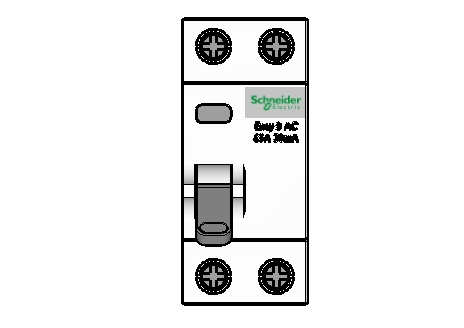 Schneider
Electric
Easy 9 AC
63A 30mA